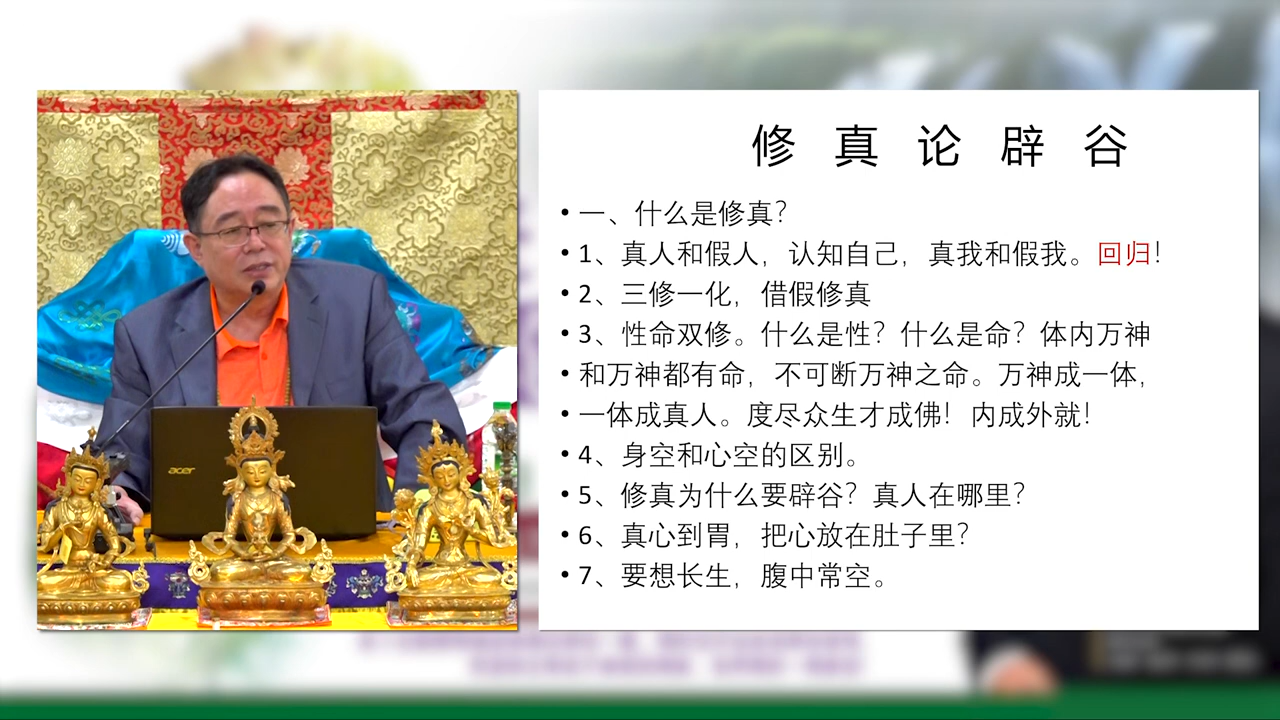 修真论辟谷
• 一、什么是修真?
• 1、真人和假人，认知自己，真我和假我。回归!
• 2、三修一化，借假修真
• 3、性命双修。什么是性? 什么是命? 体内万神
• 和万神都有命，不可断万神之命。万神成一体，
• 一体成真人。度尽众生才成佛! 内成外就!
• 4、身空和心空的区别。
• 5、修真为什么要辟谷? 真人在哪里?
• 6、真心到胃，把心放在肚子里?
• 7、要想长生，腹中常空。
acer